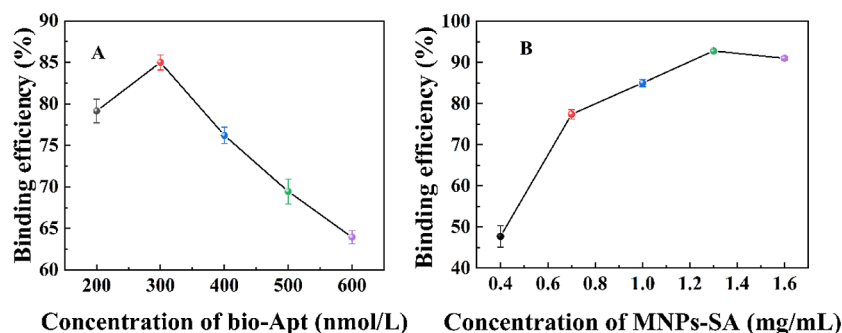 A
Binding efficiency (%)
90
85
80
75
70
65
60
200 300 400 500 600
Concentration of bio-Apt (nmol/L)
B
Binding efficiency (%)
100
90
80
70
60
50
40
0.4 0.6 0.8 1.0 1.2 1.4 1.6
Concentration of MNPs-SA (mg/mL)